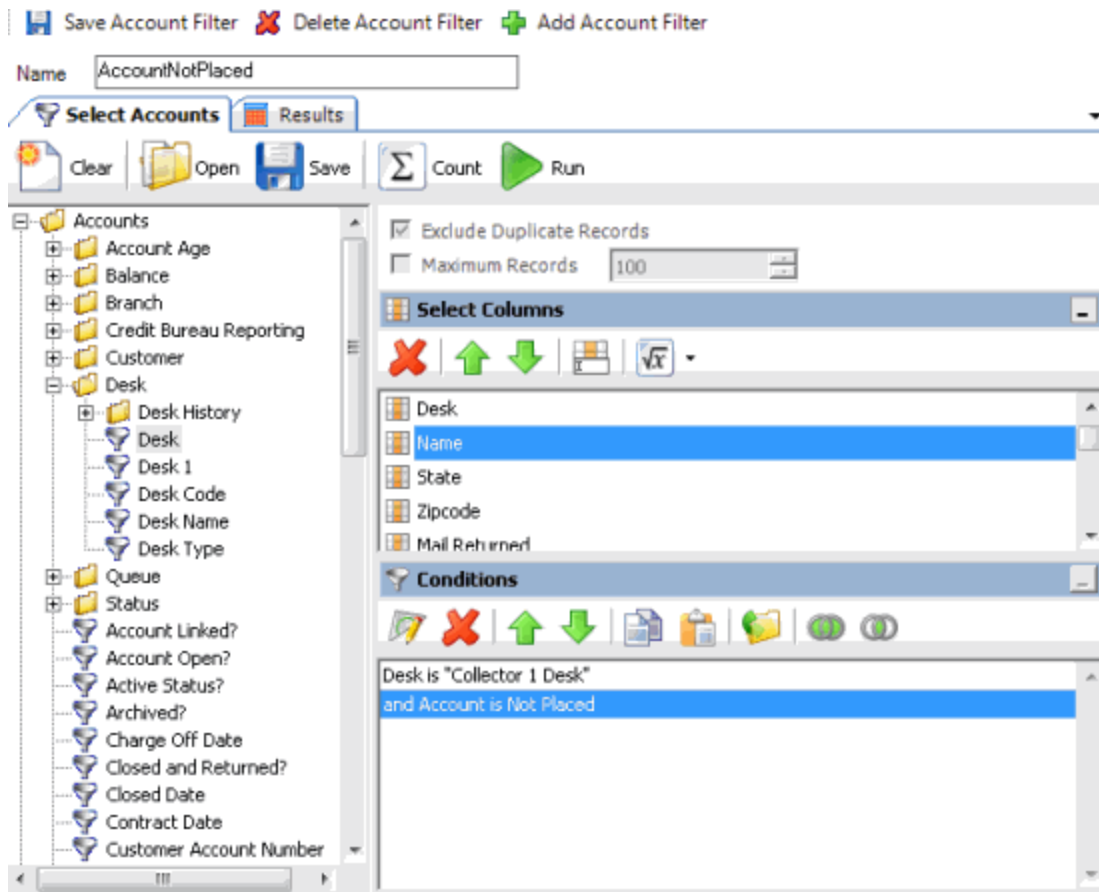 Save Account Filter Delete Account Filter Add Account Filter
Name AccountNotPlaced
Select Accounts Results
Clear Open Save Σ Count Run
Accounts
Account Age
Balance
Branch
Credit Bureau Reporting
Customer
Desk
Desk History
Desk
Desk 1
Desk Code
Desk Name
Desk Type
Queue
Status
Account Linked?
Account Open?
Active Status?
Archived?
Charge Off Date
Closed and Returned?
Closed Date
Contract Date
Customer Account Number
Exclude Duplicate Records
Maximum Records 100
Select Columns
√x
Desk
Name
State
Zipcode
Mail Returned
Conditions
Desk is "Collector 1 Desk"
and Account is Not Placed